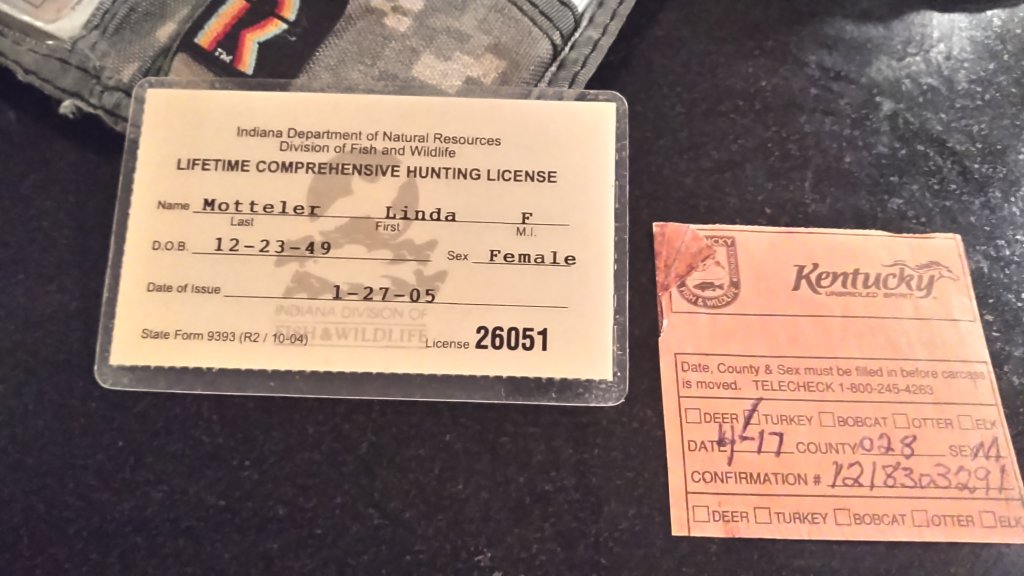 TM
Indiana Department of Natural Resources
Division of Fish and Wildlife
LIFETIME COMPREHENSIVE HUNTING LICENSE
Name Motteler Linda F
Last First M.I.
D.O.B. 12-23-49 Sex Female
Date of Issue 1-27-05
INDIANA DIVISION OF
FISH & WILDLIFE
State Form 9393 (R2 / 10-04) License 26051
FISH & WILDLIFE
Kentucky
UNBRIDLED SPIRIT
Date, County & Sex must be filled in before carcase
is moved. TELECHECK 1-800-245-4263
DEER TURKEY BOBCAT OTTER ELK
DATE 4-17 COUNTY 028 SEX M
CONFIRMATION # 1218303291
DEER TURKEY BOBCAT OTTER ELK